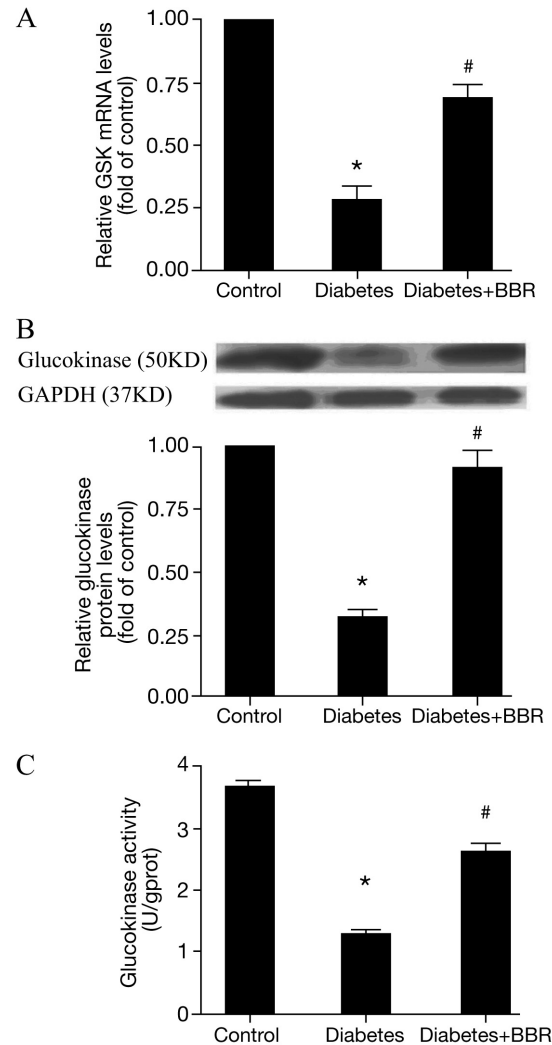 A
Relative GSK mRNA levels
(fold of control)
1.00
0.75
0.50
0.25
0.00
*
#
Control Diabetes Diabetes+BBR
B
Glucokinase (50KD)
GAPDH (37KD)
Relative glucokinase
protein levels
(fold of control)
1.00
0.75
0.50
0.25
0.00
*
#
Control Diabetes Diabetes+BBR
C
Glucokinase activity
(U/gprot)
4
3
2
1
0
*
#
Control Diabetes Diabetes+BBR